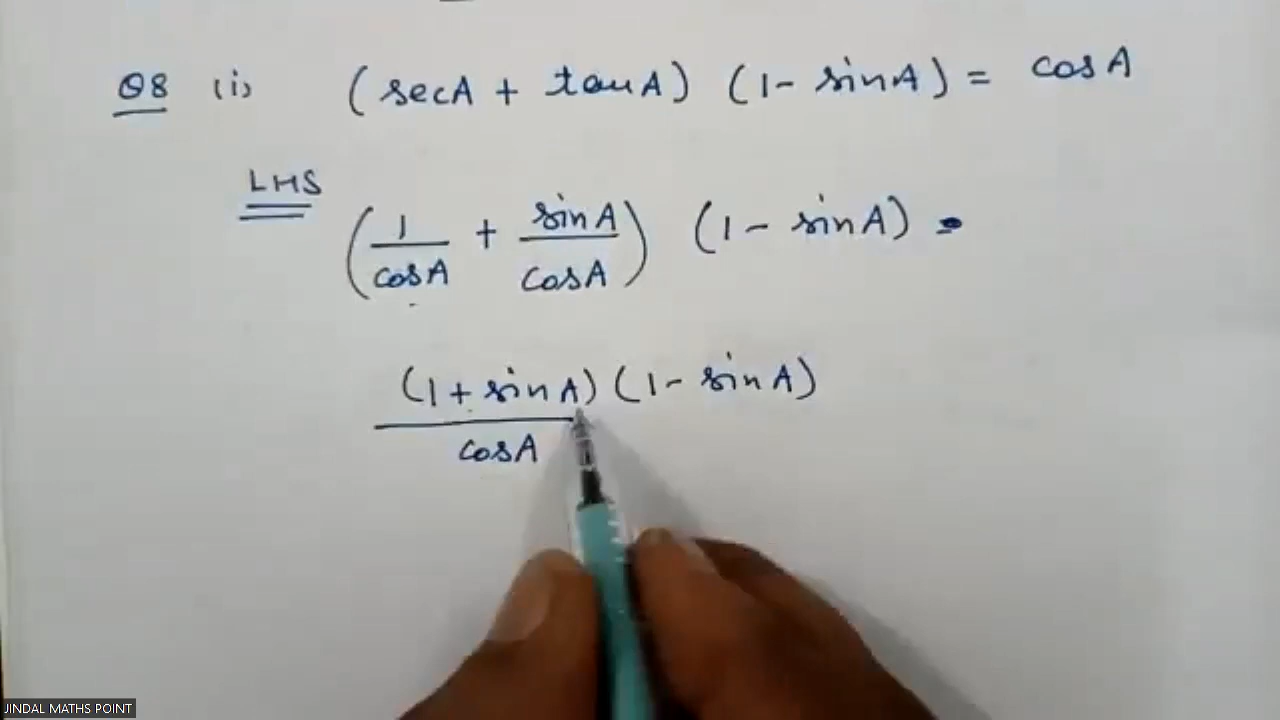 Q8 (i) (secA + tanA) (1 - sinA) = cosA
LHS
(1/cosA + sinA/cosA) (1 - sinA)
(1 + sinA)(1 - sinA)
cosA
JINDAL MATHS POINT